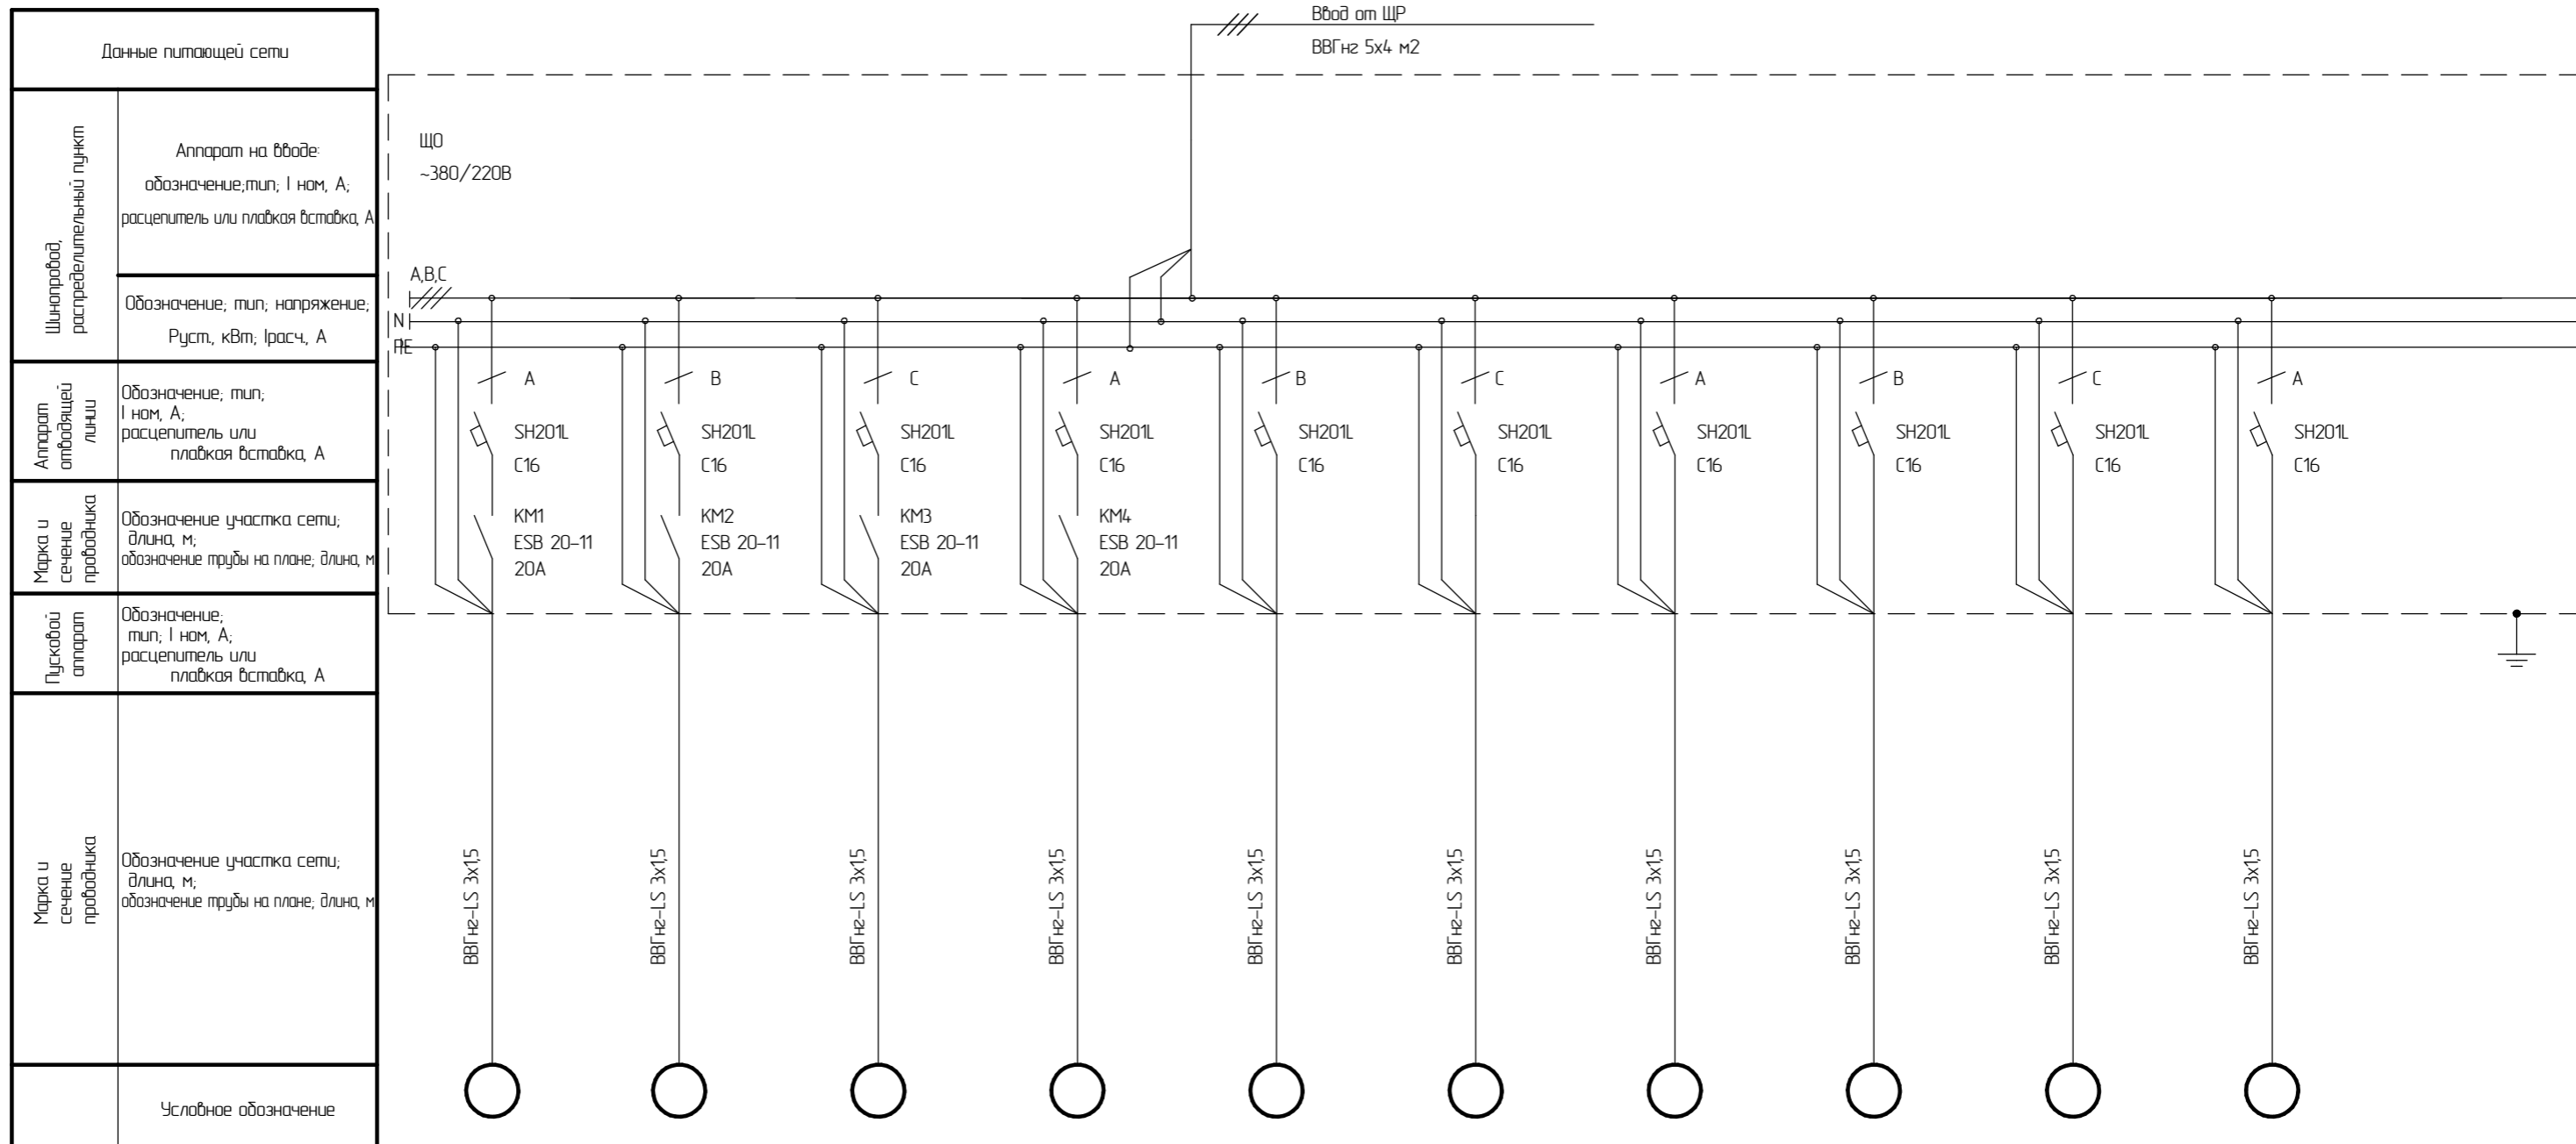 Данные питающей сети
Шинопровод,
распределительный пункт
Аппарат на вводе:
обозначение;тип; I ном, А;
расцепитель или плавкая вставка, А
Обозначение; тип; напряжение;
Руст., кВт; Iрасч., А
Аппарат
отводящей
линии
Обозначение; тип;
I ном, А;
расцепитель или
плавкая вставка, А
Марка и
сечение
проводника
Обозначение участка сети;
длина, м;
обозначение трубы на плане; длина, м
Пусковой
аппарат
Обозначение;
тип; I ном, А;
расцепитель или
плавкая вставка, А
Марка и
сечение
проводника
Обозначение участка сети;
длина, м;
обозначение трубы на плане; длина, м
Условное обозначение
Ввод от ЩР
ВВГнг 5х4 м2
ЩО
~380/220В
А,В,С
N
PE
A
SH201L
C16
KM1
ESB 20-11
20A
ВВГнг-LS 3х1,5
B
SH201L
C16
KM2
ESB 20-11
20A
ВВГнг-LS 3х1,5
C
SH201L
C16
KM3
ESB 20-11
20A
ВВГнг-LS 3х1,5
A
SH201L
C16
KM4
ESB 20-11
20A
ВВГнг-LS 3х1,5
B
SH201L
C16
ВВГнг-LS 3х1,5
C
SH201L
C16
ВВГнг-LS 3х1,5
A
SH201L
C16
ВВГнг-LS 3х1,5
B
SH201L
C16
ВВГнг-LS 3х1,5
C
SH201L
C16
ВВГнг-LS 3х1,5
A
SH201L
C16
ВВГнг-LS 3х1,5